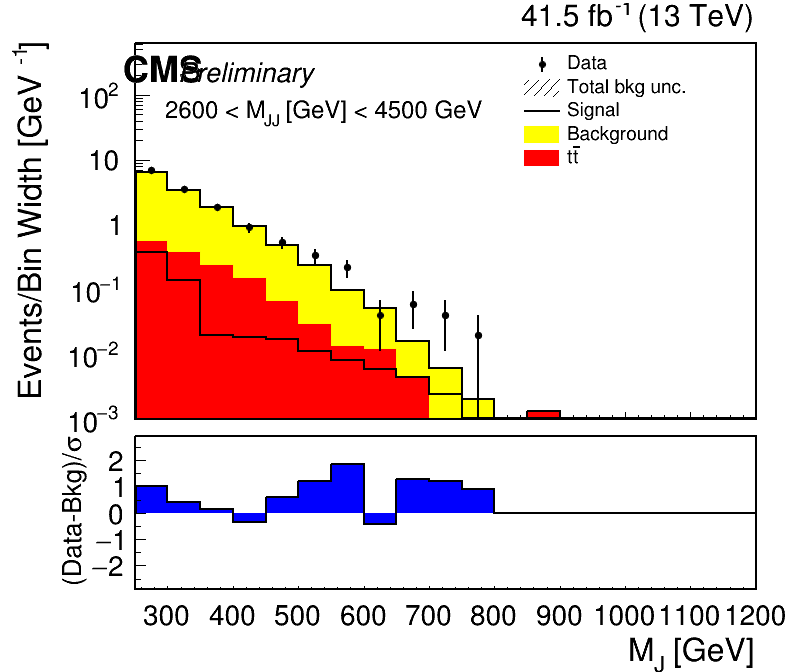 41.5 fb⁻¹ (13 TeV)
CMS Preliminary
2600 < M_JJ [GeV] < 4500 GeV
Data
Total bkg unc.
Signal
Background
tt̄
Events/Bin Width [GeV⁻¹]
10²
10
1
10⁻¹
10⁻²
10⁻³
(Data-Bkg)/σ
2
1
0
−1
−2
300 400 500 600 700 800 900 1000 1100 1200
M_J [GeV]